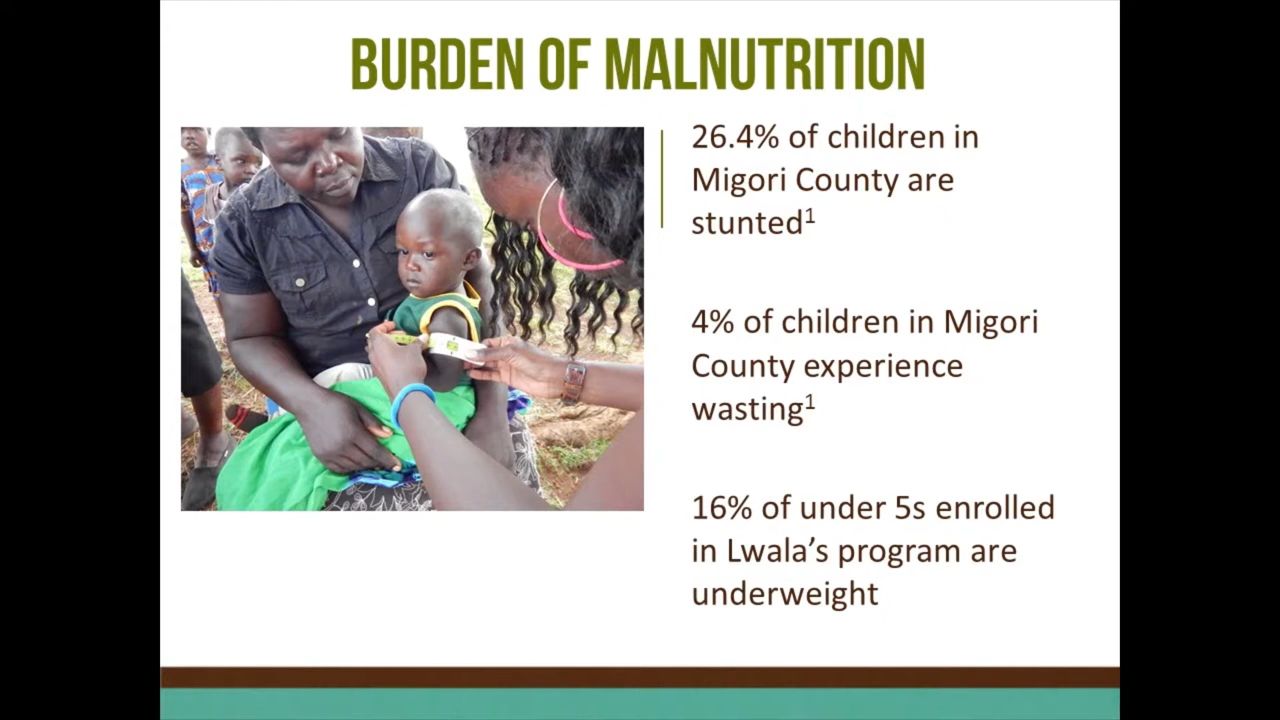 BURDEN OF MALNUTRITION
26.4% of children in
Migori County are
stunted¹
4% of children in Migori
County experience
wasting¹
16% of under 5s enrolled
in Lwala’s program are
underweight